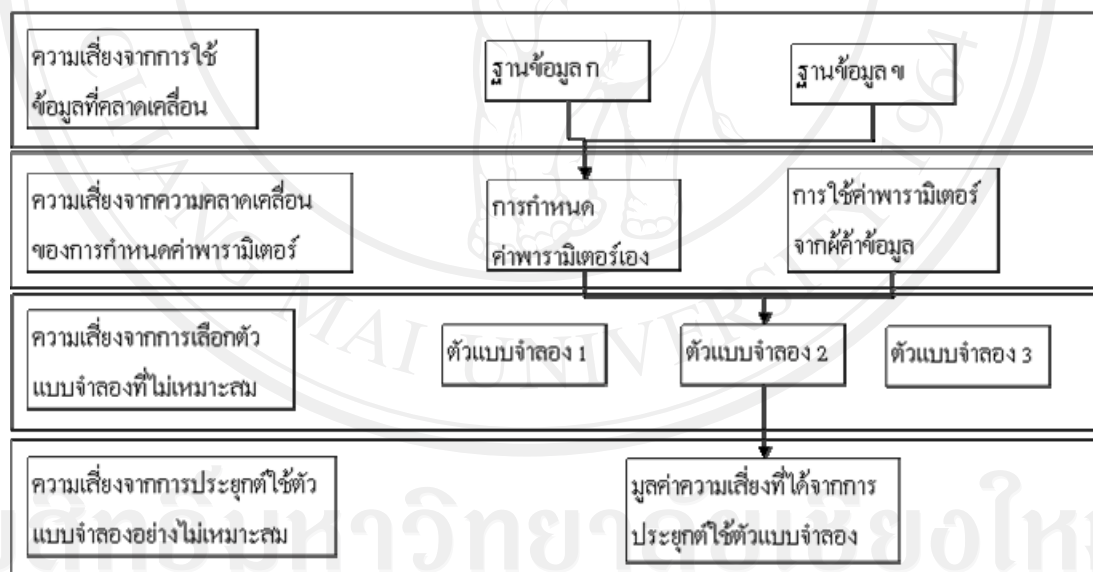 ความเสี่ยงจากการใช้
ข้อมูลที่คลาดเคลื่อน
ฐานข้อมูล ก
ฐานข้อมูล ข
ความเสี่ยงจากความคลาดเคลื่อน
ของการกำหนดค่าพารามิเตอร์
การกำหนด
ค่าพารามิเตอร์เอง
การใช้ค่าพารามิเตอร์
จากผู้ค้าข้อมูล
ความเสี่ยงจากการเลือกตัว
แบบจำลองที่ไม่เหมาะสม
ตัวแบบจำลอง 1
ตัวแบบจำลอง 2
ตัวแบบจำลอง 3
ความเสี่ยงจากการประยุกต์ใช้ตัว
แบบจำลองอย่างไม่เหมาะสม
มูลค่าความเสี่ยงที่ได้จากการ
ประยุกต์ใช้ตัวแบบจำลอง
CHIANG MAI UNIVERSITY 1964